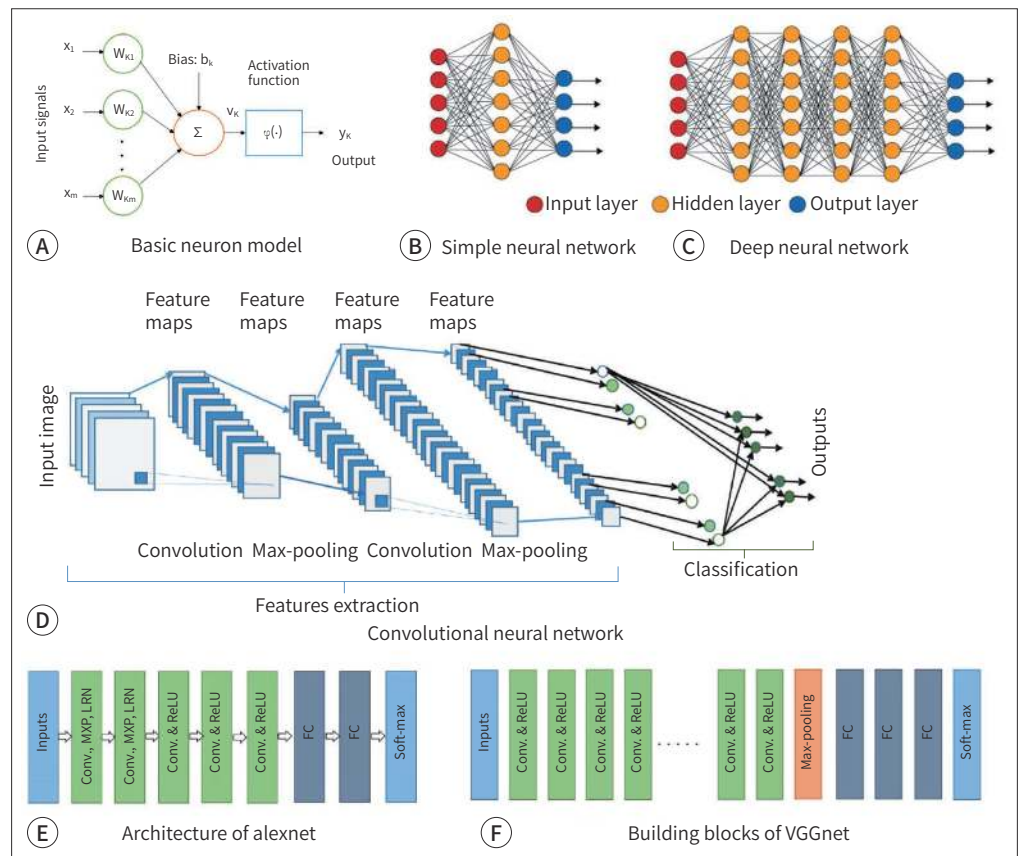 Input signals
x1
WK1
x2
WK2
xm
WKm
Bias: bk
Σ
vK
Activation
function
φ(·)
yK
Output
Input layer
Hidden layer
Output layer
A
Basic neuron model
B
Simple neural network
C
Deep neural network
Feature
maps
Feature
maps
Feature
maps
Feature
maps
Input image
Outputs
Convolution
Max-pooling
Convolution
Max-pooling
Classification
Features extraction
D
Convolutional neural network
Inputs
Conv., MXP, LRN
Conv., MXP, LRN
Conv. & ReLU
Conv. & ReLU
Conv. & ReLU
FC
FC
Soft-max
E
Architecture of alexnet
Inputs
Conv. & ReLU
Conv. & ReLU
Conv. & ReLU
Conv. & ReLU
.....
Conv. & ReLU
Conv. & ReLU
Max-pooling
FC
FC
FC
Soft-max
F
Building blocks of VGGnet